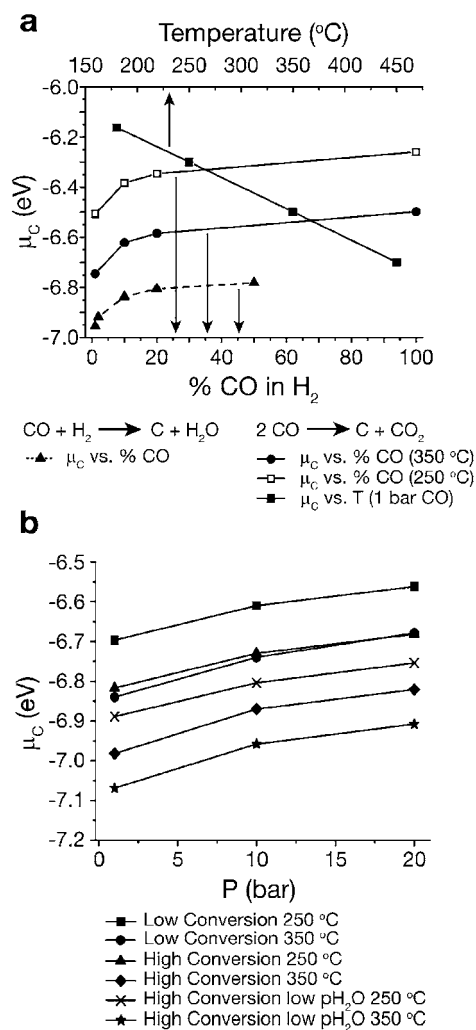 a
Temperature (°C)
150 200 250 300 350 400 450
-6.0
-6.2
-6.4
-6.6
-6.8
-7.0
μC (eV)
0 20 40 60 80 100
% CO in H2
CO + H2 → C + H2O 2 CO → C + CO2
μC vs. % CO μC vs. % CO (350 °C)
μC vs. % CO (250 °C)
μC vs. T (1 bar CO)
b
-6.5
-6.6
-6.7
-6.8
-6.9
-7.0
-7.1
-7.2
μC (eV)
0 5 10 15 20
P (bar)
Low Conversion 250 °C
Low Conversion 350 °C
High Conversion 250 °C
High Conversion 350 °C
High Conversion low pH2O 250 °C
High Conversion low pH2O 350 °C